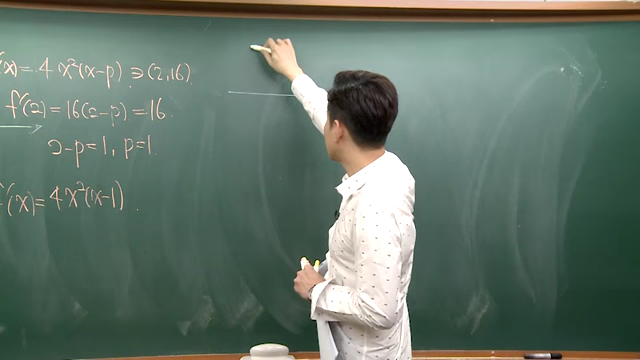 f'(x)=4x²(x-p)∋(2,16)
f'(2)=16(2-p)=16.
2-p=1, p=1.
f'(x)=4x²(x-1).